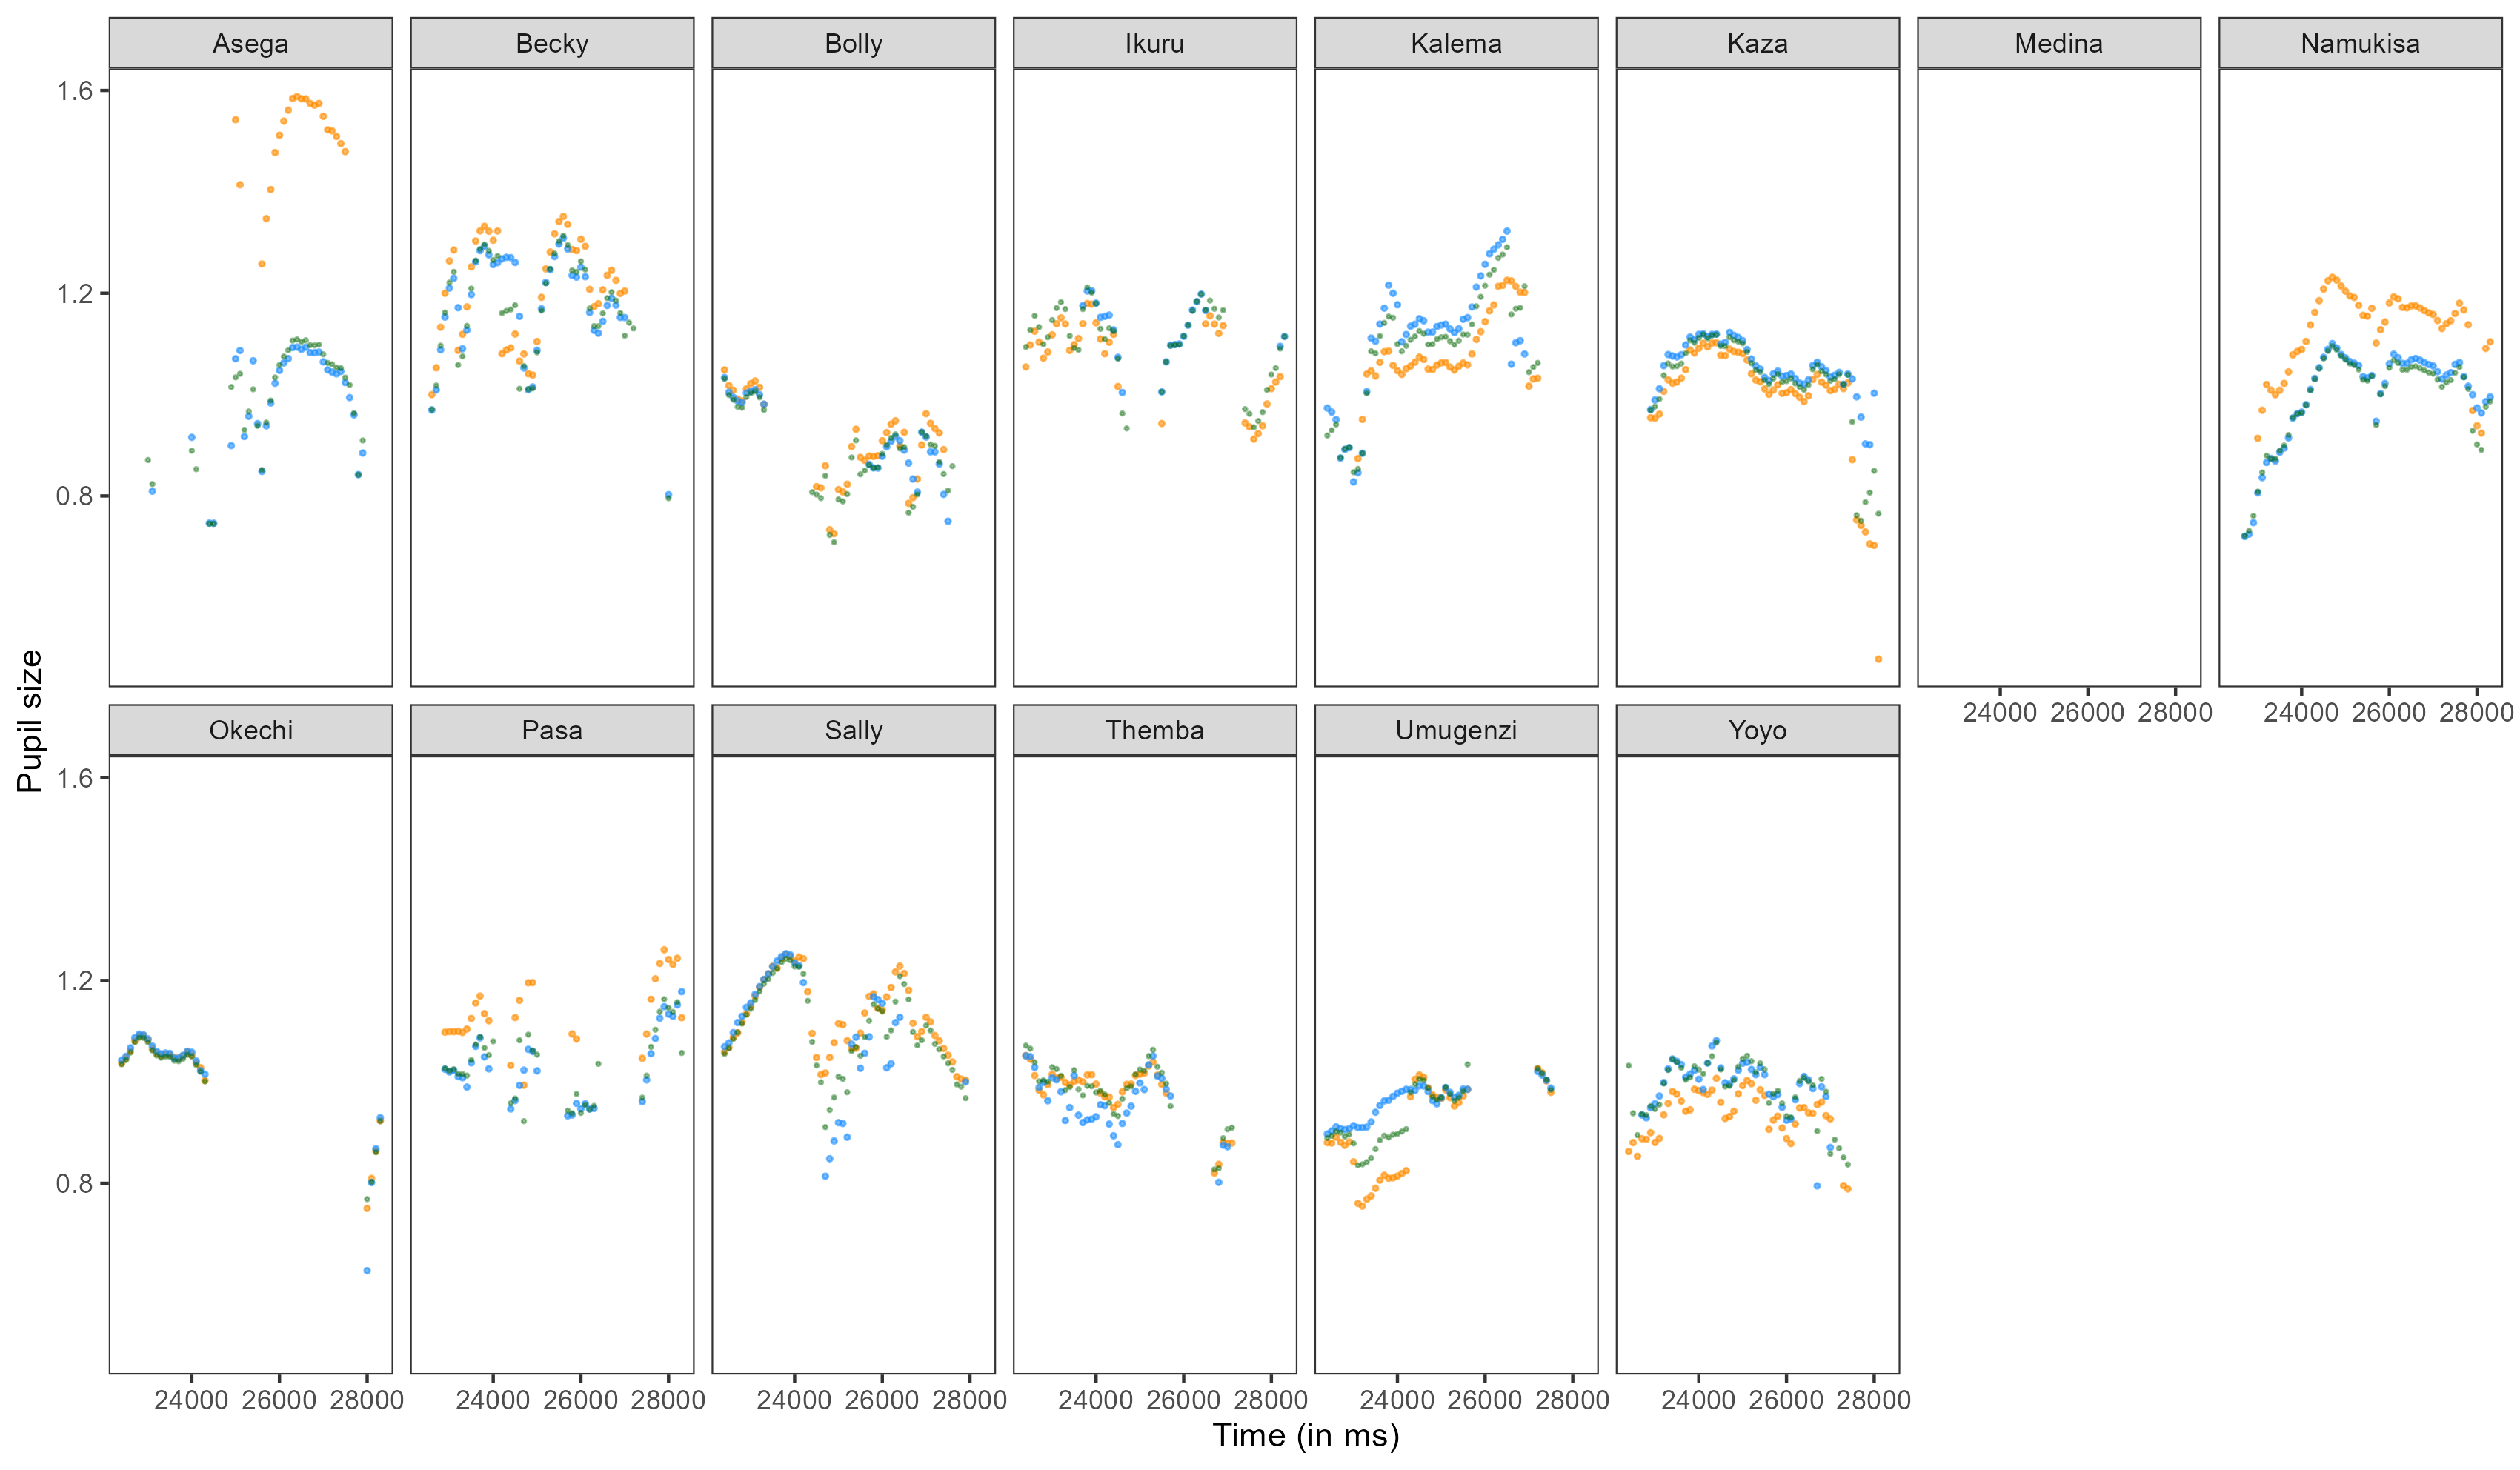 Asega Becky Bolly Ikuru Kalema Kaza Medina Namukisa
1.6
1.2
0.8
24000 26000 28000 24000 26000 28000
Pupil size
Okechi Pasa Sally Themba Umugenzi Yoyo
1.6
1.2
0.8
24000 26000 28000 24000 26000 28000 24000 26000 28000 24000 26000 28000 24000 26000 28000 24000 26000 28000
Time (in ms)